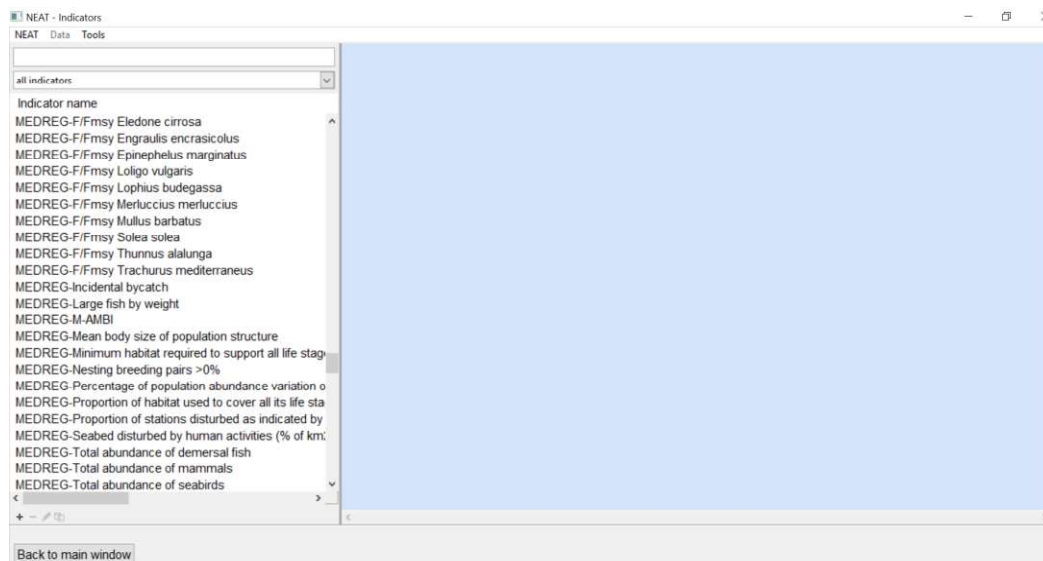 NEAT - Indicators
NEAT Data Tools
all indicators
Indicator name
MEDREG-F/Fmsy Eledone cirrosa
MEDREG-F/Fmsy Engraulis encrasicolus
MEDREG-F/Fmsy Epinephelus marginatus
MEDREG-F/Fmsy Loligo vulgaris
MEDREG-F/Fmsy Lophius budegassa
MEDREG-F/Fmsy Merluccius merluccius
MEDREG-F/Fmsy Mullus barbatus
MEDREG-F/Fmsy Solea solea
MEDREG-F/Fmsy Thunnus alalunga
MEDREG-F/Fmsy Trachurus mediterraneus
MEDREG-Incidental bycatch
MEDREG-Large fish by weight
MEDREG-M-AMBI
MEDREG-Mean body size of population structure
MEDREG-Minimum habitat required to support all life stag
MEDREG-Nesting breeding pairs >0%
MEDREG-Percentage of population abundance variation o
MEDREG-Proportion of habitat used to cover all its life sta
MEDREG-Proportion of stations disturbed as indicated by
MEDREG-Seabed disturbed by human activities (% of km
MEDREG-Total abundance of demersal fish
MEDREG-Total abundance of mammals
MEDREG-Total abundance of seabirds
Back to main window